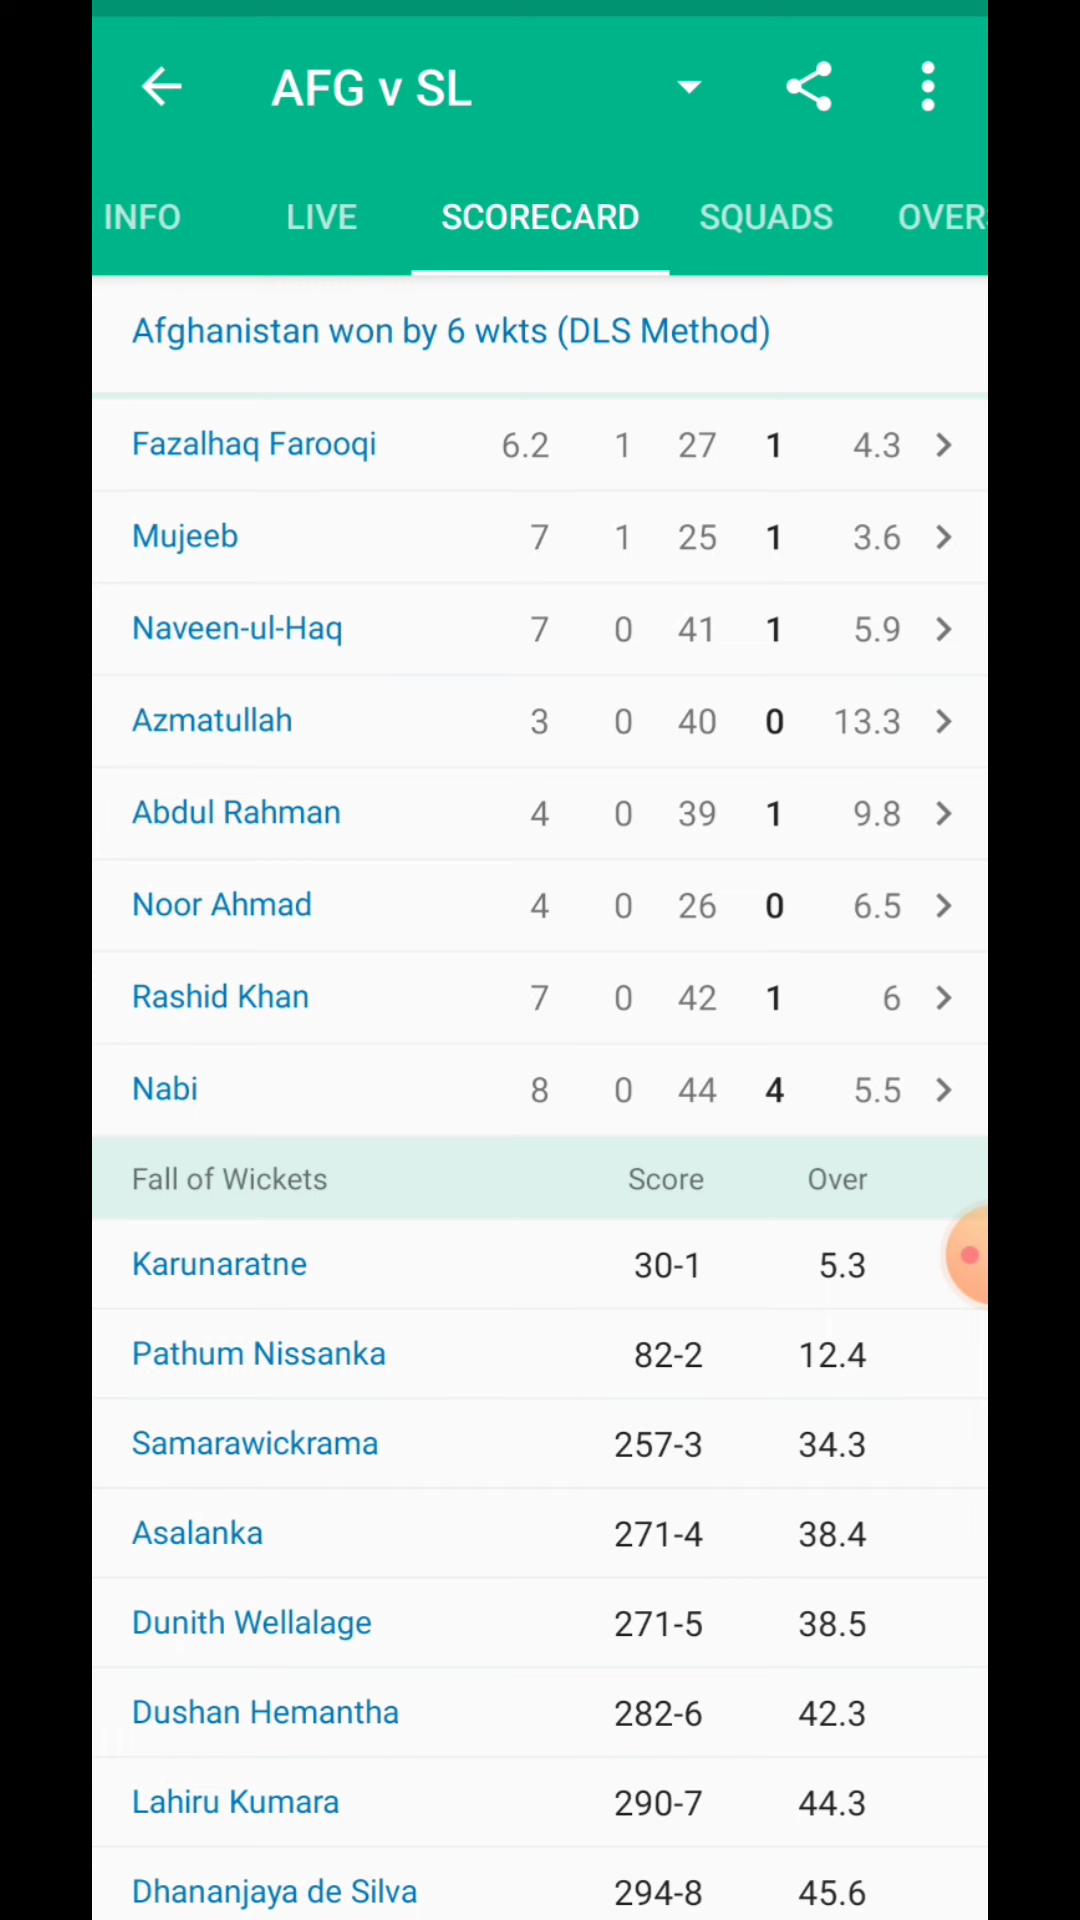 AFG v SL
INFO LIVE SCORECARD SQUADS OVERS
Afghanistan won by 6 wkts (DLS Method)
Fazalhaq Farooqi 6.2 1 27 1 4.3
Mujeeb 7 1 25 1 3.6
Naveen-ul-Haq 7 0 41 1 5.9
Azmatullah 3 0 40 0 13.3
Abdul Rahman 4 0 39 1 9.8
Noor Ahmad 4 0 26 0 6.5
Rashid Khan 7 0 42 1 6
Nabi 8 0 44 4 5.5
Fall of Wickets Score Over
Karunaratne 30-1 5.3
Pathum Nissanka 82-2 12.4
Samarawickrama 257-3 34.3
Asalanka 271-4 38.4
Dunith Wellalage 271-5 38.5
Dushan Hemantha 282-6 42.3
Lahiru Kumara 290-7 44.3
Dhananjaya de Silva 294-8 45.6